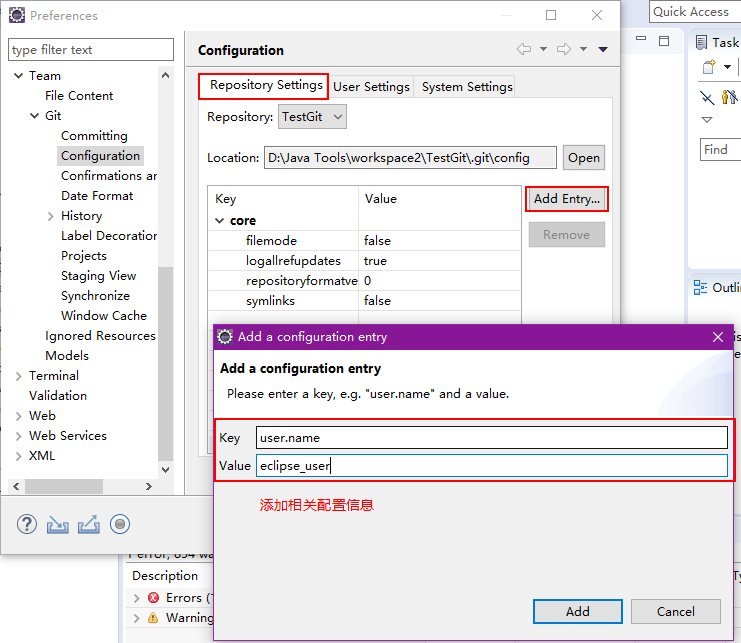 Preferences
Quick Access
type filter text
Configuration
Task
Team
File Content
Git
Committing
Configuration
Confirmations ar
Date Format
History
Label Decoration
Projects
Staging View
Synchronize
Window Cache
Ignored Resources
Models
Terminal
Validation
Web
Web Services
XML
Repository Settings
User Settings
System Settings
Repository: TestGit
Location: D:\Java Tools\workspace2\TestGit\.git\config Open
Key Value
core
filemode false
logallrefupdates true
repositoryformatve 0
symlinks false
Add Entry...
Remove
Find
Outli
Add a configuration entry
Add a configuration entry
Please enter a key, e.g. "user.name" and a value.
Key user.name
Value eclipse_user
添加相关配置信息
Add Cancel
Description
Errors (
Warning